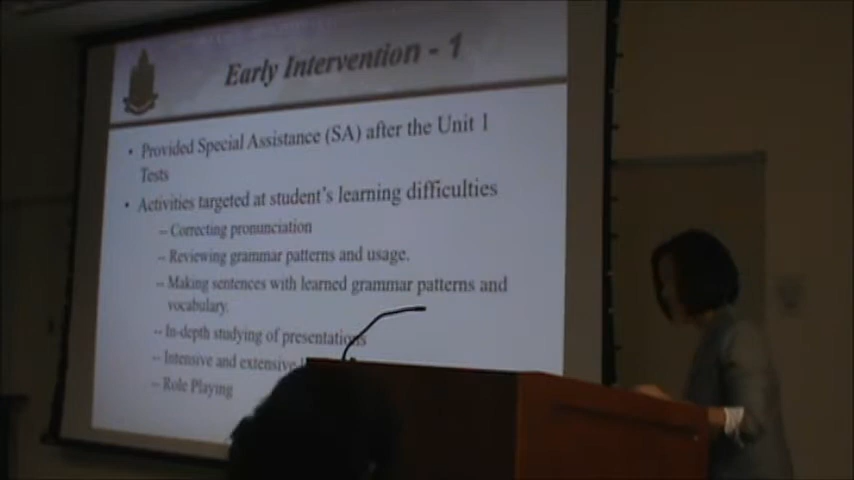 Early Intervention - 1
• Provided Special Assistance (SA) after the Unit 1
Tests
• Activities targeted at student's learning difficulties
– Correcting pronunciation
– Reviewing grammar patterns and usage.
– Making sentences with learned grammar patterns and
vocabulary.
– In-depth studying of presentations
– Intensive and extensive
– Role Playing